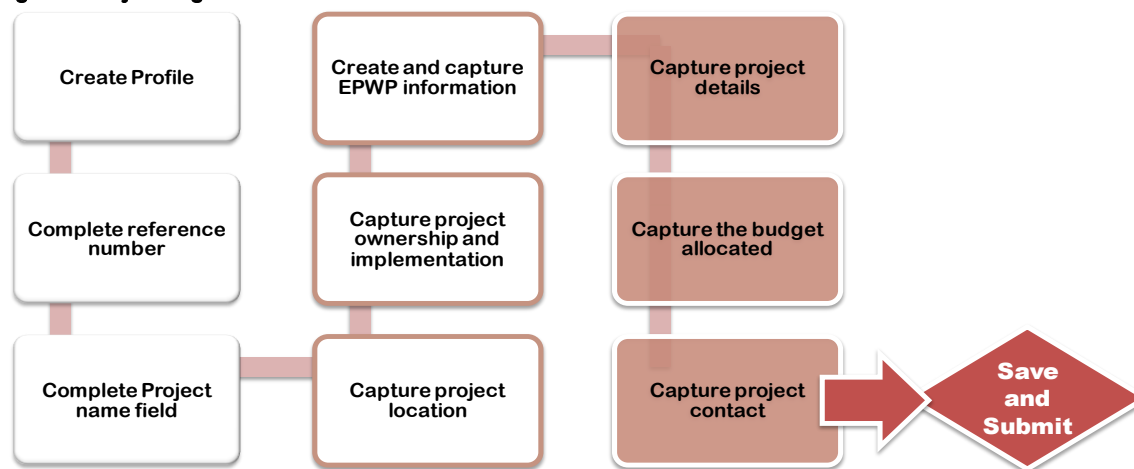 Create Profile
Complete reference
number
Complete Project
name field
Capture project
location
Capture project
ownership and
implementation
Create and capture
EPWP information
Capture project
details
Capture the budget
allocated
Capture project
contact
Save
and
Submit